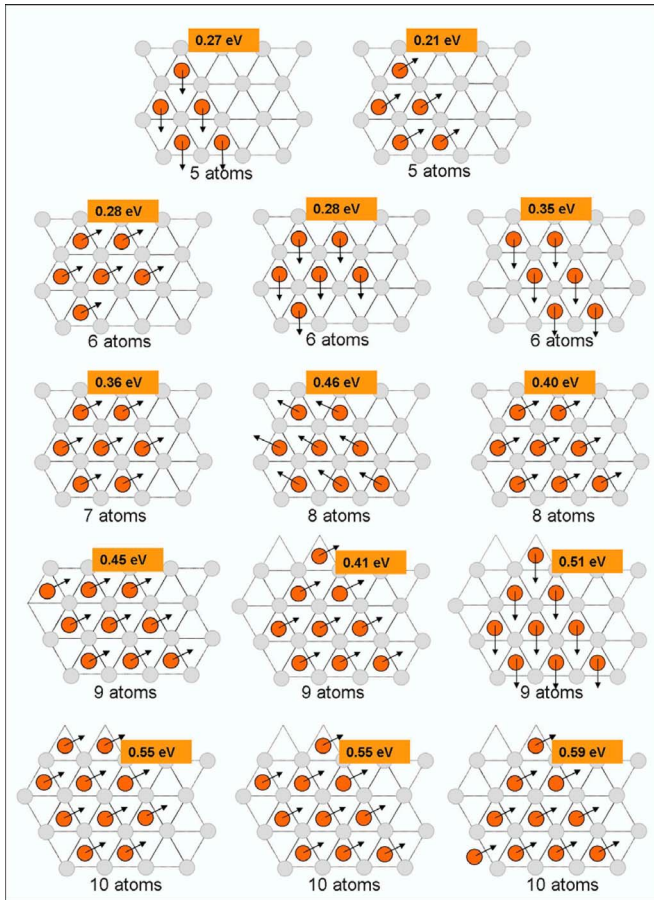 0.27 eV 0.21 eV
5 atoms 5 atoms
0.28 eV 0.28 eV 0.35 eV
6 atoms 6 atoms 6 atoms
0.36 eV 0.46 eV 0.40 eV
7 atoms 8 atoms 8 atoms
0.45 eV 0.41 eV 0.51 eV
9 atoms 9 atoms 9 atoms
0.55 eV 0.55 eV 0.59 eV
10 atoms 10 atoms 10 atoms